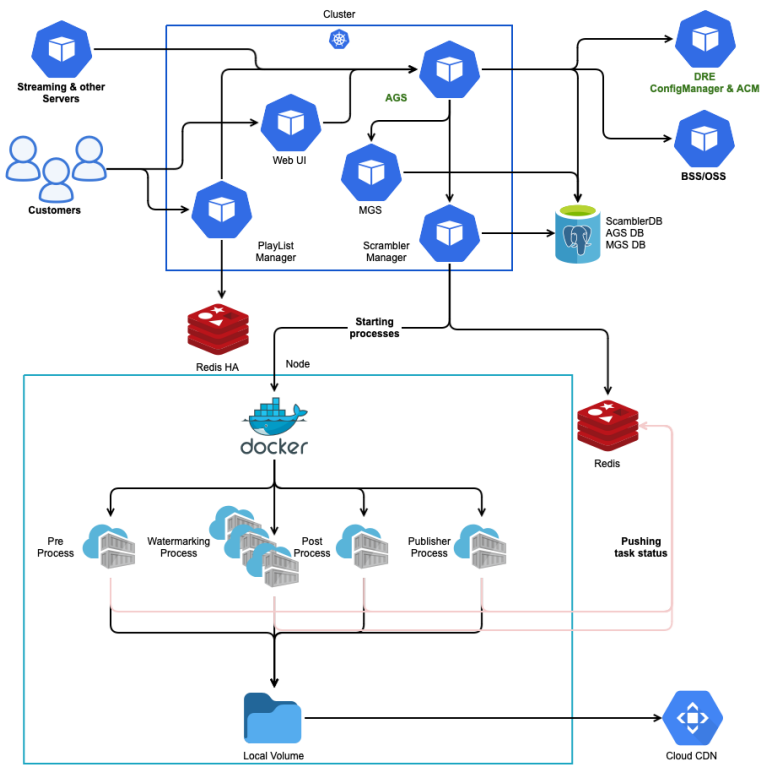 Cluster
Streaming & other
Servers
AGS
DRE
ConfigManager & ACM
Web UI
BSS/OSS
Customers
MGS
PlayList
Manager
Scrambler
Manager
ScamblerDB
AGS DB
MGS DB
Starting
processes
Redis HA
Node
docker
Redis
Pre
Process
Watermarking
Process
Post
Process
Publisher
Process
Pushing
task status
Local Volume
Cloud CDN